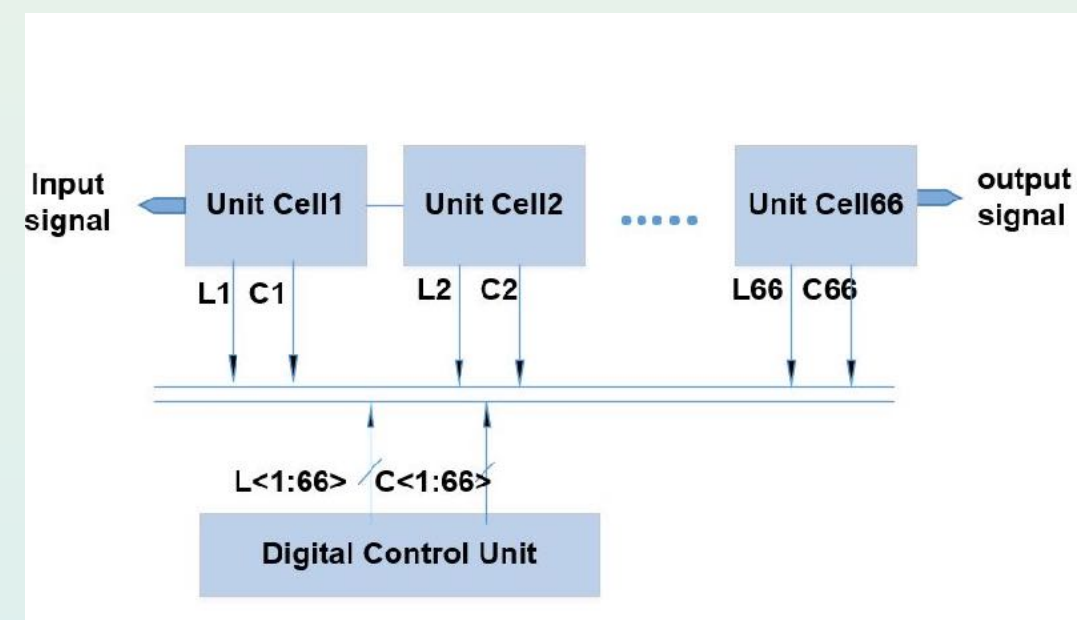 Input
signal
Unit Cell1
Unit Cell2
Unit Cell66
output
signal
L1 C1
L2 C2
L66 C66
L<1:66> C<1:66>
Digital Control Unit